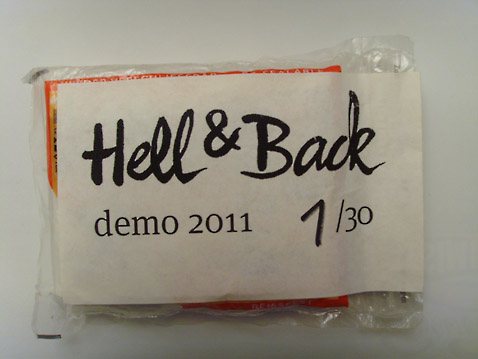 Hell & Back
demo 2011 1/30